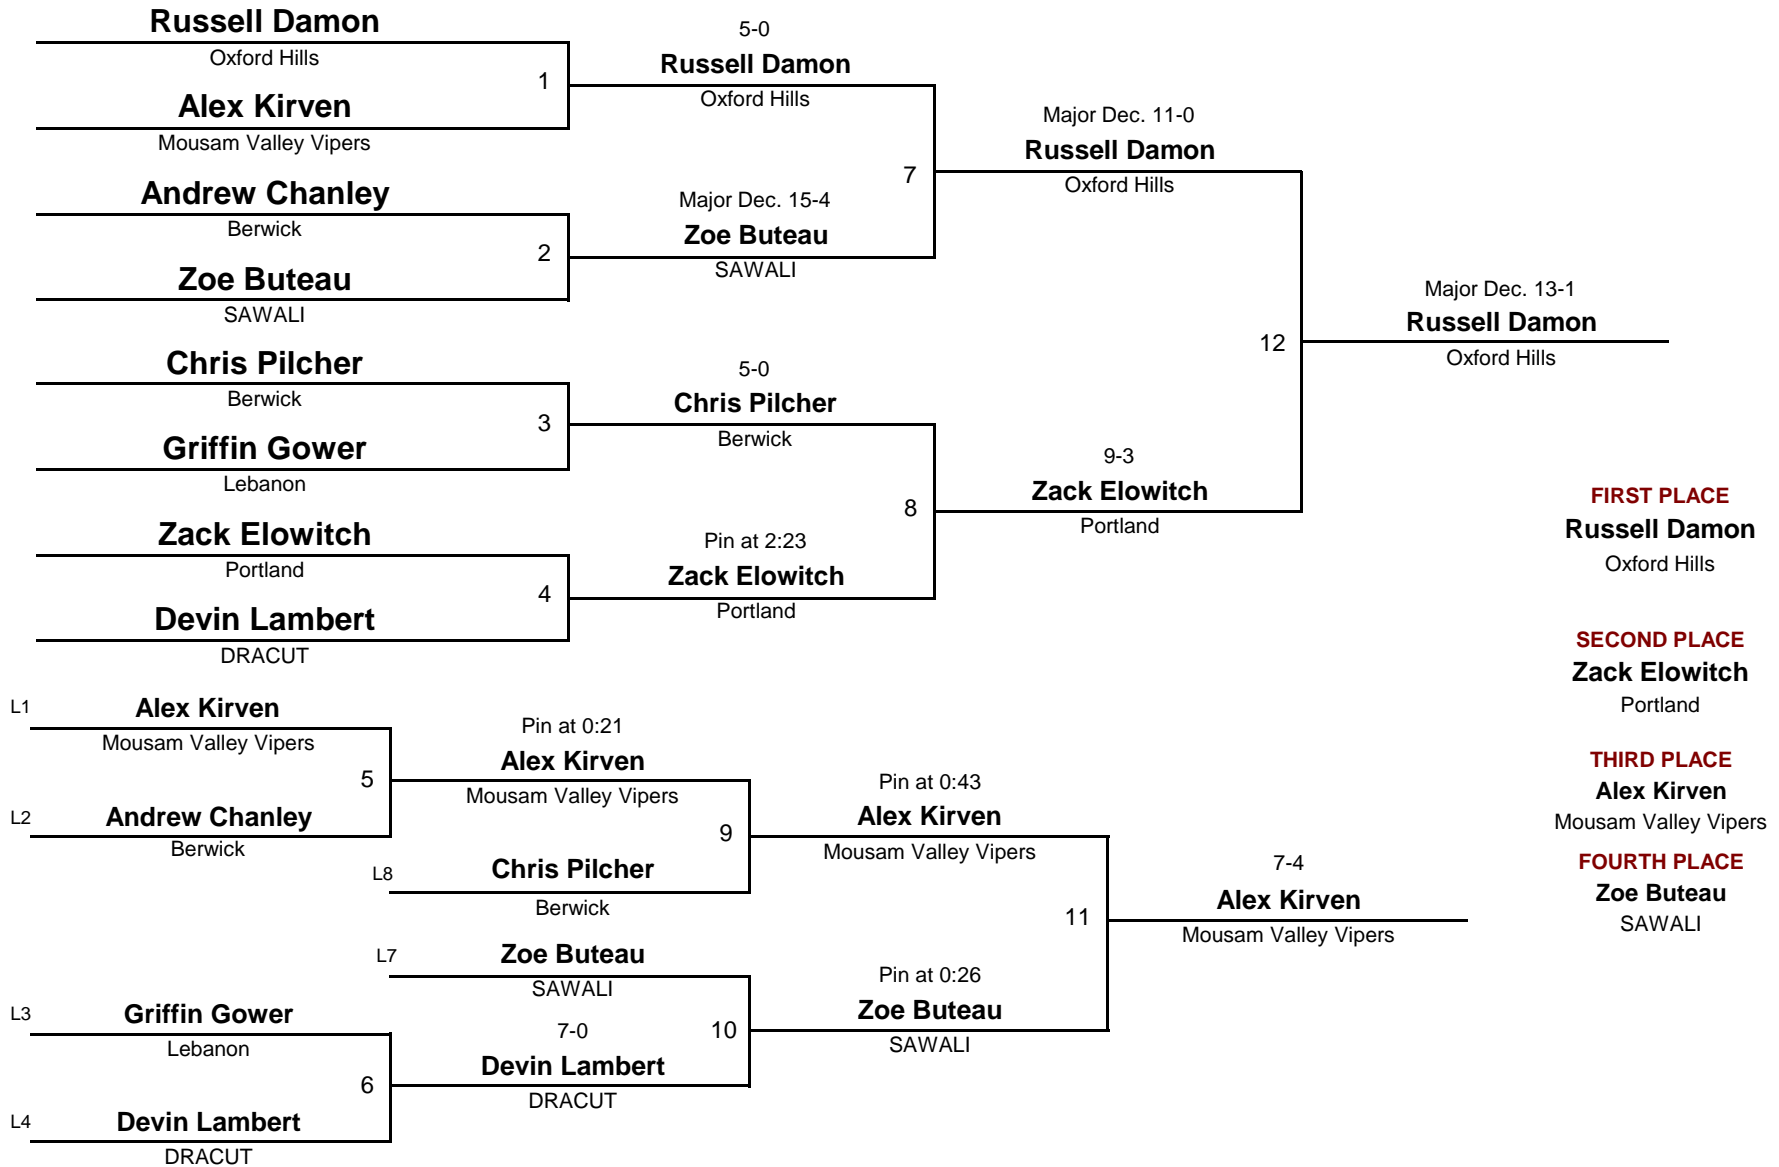 Russell Damon
Oxford Hills
1
Alex Kirven
Mousam Valley Vipers
Andrew Chanley
Berwick
2
Zoe Buteau
SAWALI
Chris Pilcher
Berwick
3
Griffin Gower
Lebanon
Zack Elowitch
Portland
4
Devin Lambert
DRACUT
5-0
Russell Damon
Oxford Hills
7
Major Dec. 15-4
Zoe Buteau
SAWALI
5-0
Chris Pilcher
Berwick
8
Pin at 2:23
Zack Elowitch
Portland
Major Dec. 11-0
Russell Damon
Oxford Hills
12
9-3
Zack Elowitch
Portland
Major Dec. 13-1
Russell Damon
Oxford Hills
L1
Alex Kirven
Mousam Valley Vipers
5
L2
Andrew Chanley
Berwick
L3
Griffin Gower
Lebanon
6
L4
Devin Lambert
DRACUT
Pin at 0:21
Alex Kirven
Mousam Valley Vipers
9
L8
Chris Pilcher
Berwick
L7
Zoe Buteau
SAWALI
10
7-0
Devin Lambert
DRACUT
Pin at 0:43
Alex Kirven
Mousam Valley Vipers
11
Pin at 0:26
Zoe Buteau
SAWALI
7-4
Alex Kirven
Mousam Valley Vipers
FIRST PLACE
Russell Damon
Oxford Hills
SECOND PLACE
Zack Elowitch
Portland
THIRD PLACE
Alex Kirven
Mousam Valley Vipers
FOURTH PLACE
Zoe Buteau
SAWALI